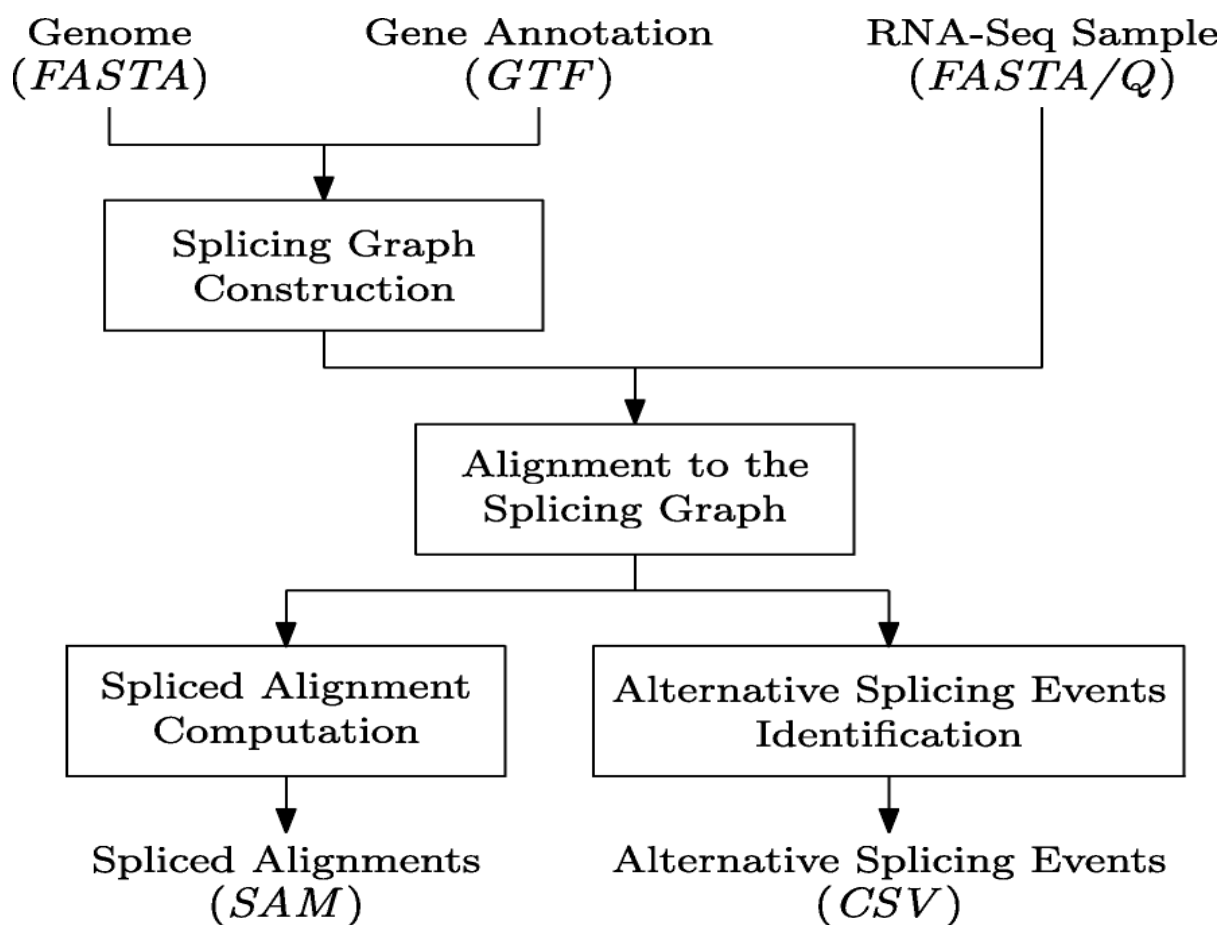 Genome
(FASTA)
Gene Annotation
(GTF)
RNA-Seq Sample
(FASTA/Q)
Splicing Graph
Construction
Alignment to the
Splicing Graph
Spliced Alignment
Computation
Alternative Splicing Events
Identification
Spliced Alignments
(SAM)
Alternative Splicing Events
(CSV)